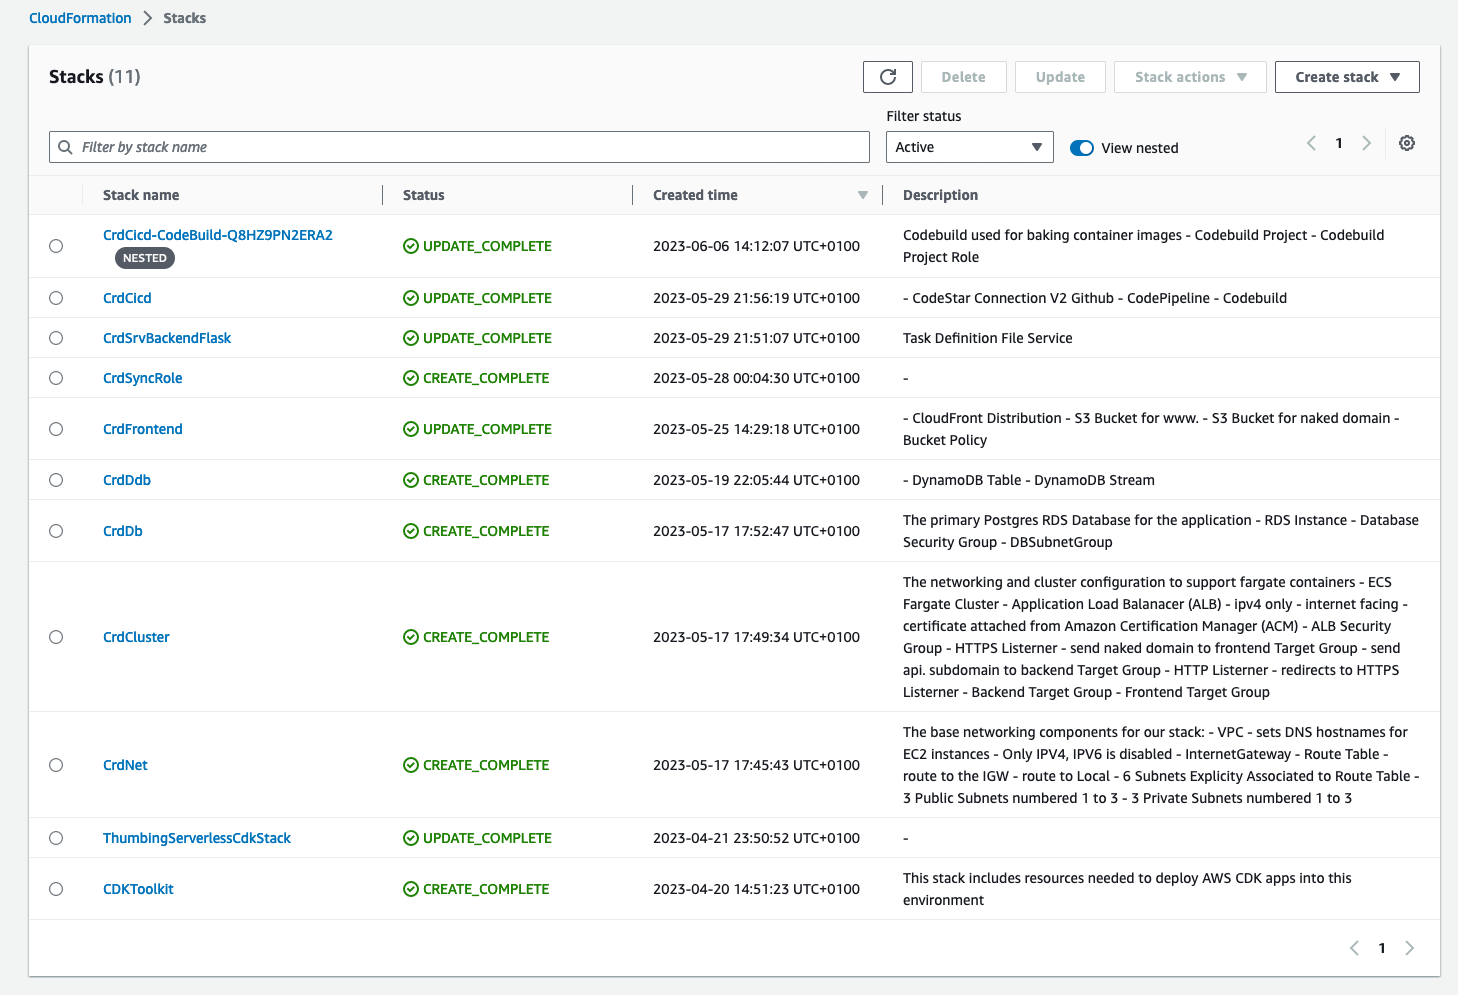 CloudFormation > Stacks
Stacks (11)
Delete
Update
Stack actions
Create stack
Filter by stack name
Filter status
Active
View nested
1
Stack name
Status
Created time
Description
CrdCicd-CodeBuild-Q8HZ9PN2ERA2
NESTED
UPDATE_COMPLETE
2023-06-06 14:12:07 UTC+0100
Codebuild used for baking container images - Codebuild Project - Codebuild
Project Role
CrdCicd
UPDATE_COMPLETE
2023-05-29 21:56:19 UTC+0100
- CodeStar Connection V2 Github - CodePipeline - Codebuild
CrdSrvBackendFlask
UPDATE_COMPLETE
2023-05-29 21:51:07 UTC+0100
Task Definition File Service
CrdSyncRole
CREATE_COMPLETE
2023-05-28 00:04:30 UTC+0100
-
CrdFrontend
UPDATE_COMPLETE
2023-05-25 14:29:18 UTC+0100
- CloudFront Distribution - S3 Bucket for www. - S3 Bucket for naked domain -
Bucket Policy
CrdDdb
CREATE_COMPLETE
2023-05-19 22:05:44 UTC+0100
- DynamoDB Table - DynamoDB Stream
CrdDb
CREATE_COMPLETE
2023-05-17 17:52:47 UTC+0100
The primary Postgres RDS Database for the application - RDS Instance - Database
Security Group - DBSubnetGroup
CrdCluster
CREATE_COMPLETE
2023-05-17 17:49:34 UTC+0100
The networking and cluster configuration to support fargate containers - ECS
Fargate Cluster - Application Load Balanacer (ALB) - ipv4 only - internet facing -
certificate attached from Amazon Certification Manager (ACM) - ALB Security
Group - HTTPS Listerner - send naked domain to frontend Target Group - send
api. subdomain to backend Target Group - HTTP Listerner - redirects to HTTPS
Listerner - Backend Target Group - Frontend Target Group
CrdNet
CREATE_COMPLETE
2023-05-17 17:45:43 UTC+0100
The base networking components for our stack: - VPC - sets DNS hostnames for
EC2 instances - Only IPV4, IPV6 is disabled - InternetGateway - Route Table -
route to the IGW - route to Local - 6 Subnets Explicity Associated to Route Table -
3 Public Subnets numbered 1 to 3 - 3 Private Subnets numbered 1 to 3
ThumbingServerlessCdkStack
UPDATE_COMPLETE
2023-04-21 23:50:52 UTC+0100
-
CDKToolkit
CREATE_COMPLETE
2023-04-20 14:51:23 UTC+0100
This stack includes resources needed to deploy AWS CDK apps into this
environment
1